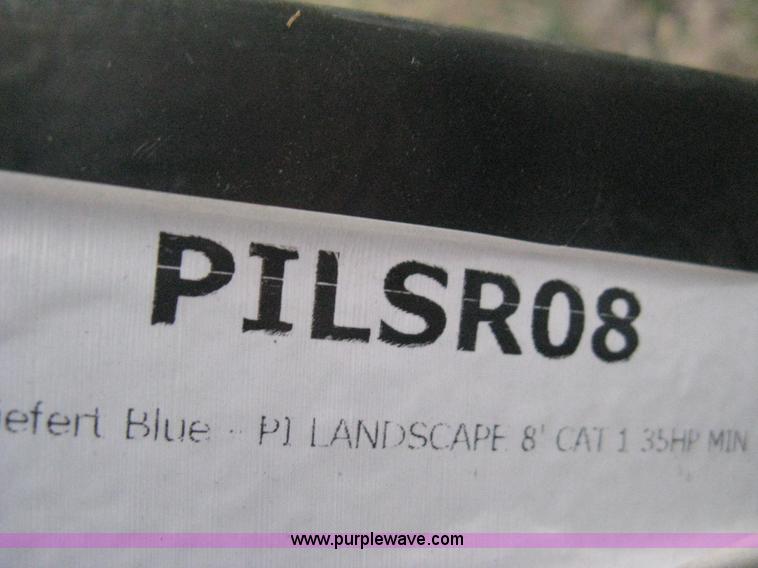 PILSR08
iefert Blue - PI LANDSCAPE 8' CAT 1 35HP MIN
www.purplewave.com